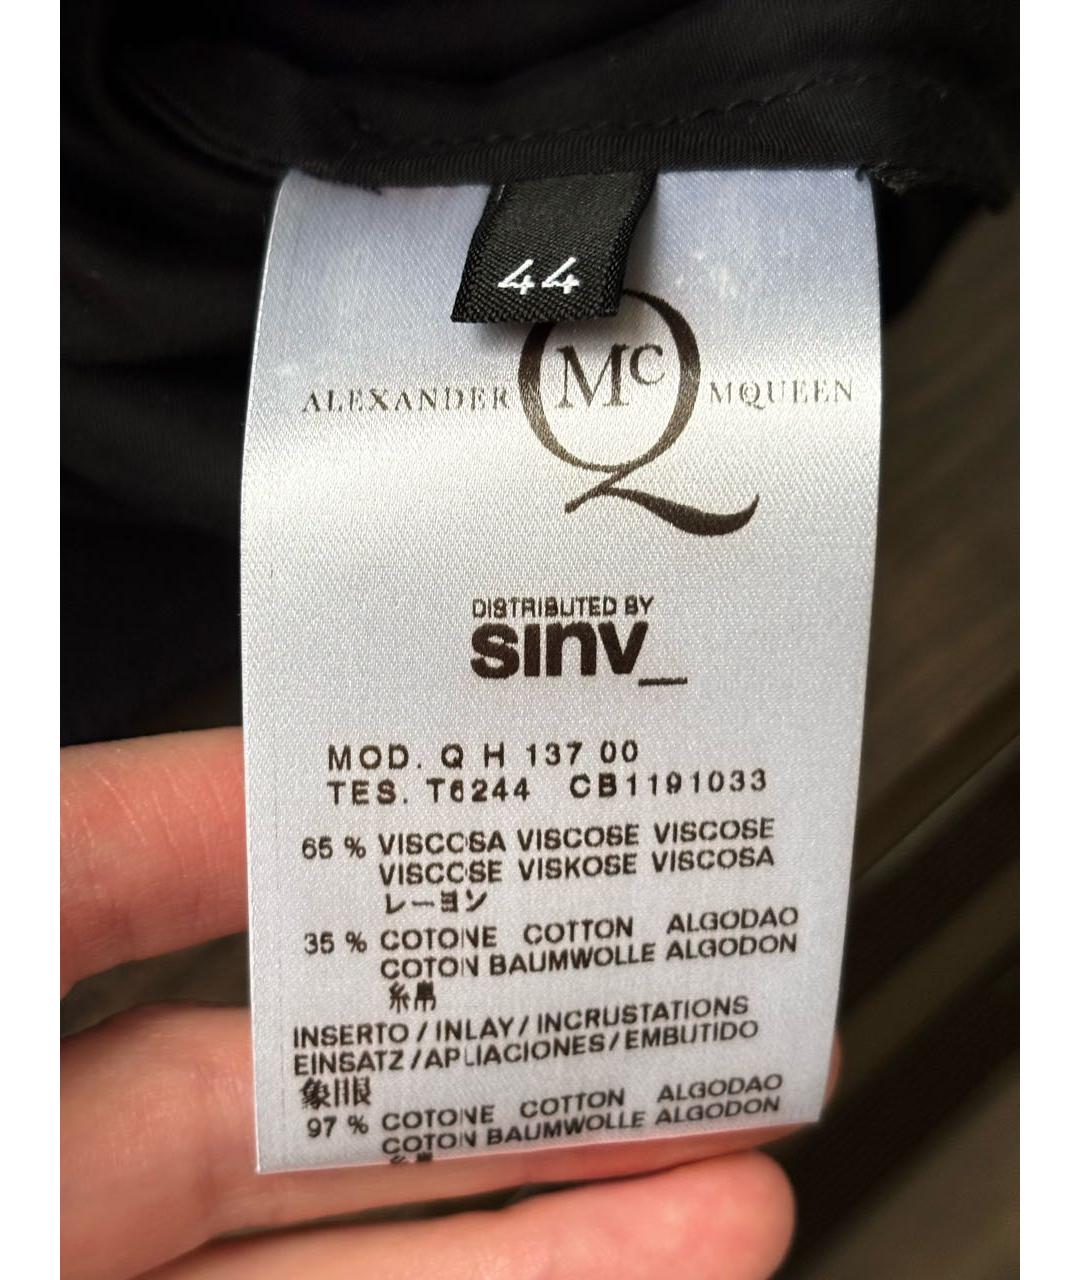 44
ALEXANDER McQ MQUEEN
DISTRIBUTED BY
sinv_
MOD. Q H 137 00
TES. T6244 CB1191033
65 % VISCOSA VISCOSE VISCOSE
VISCOSE VISKOSE VISCOSA
レーヨン
35 % COTONE COTTON ALGODAO
COTON BAUMWOLLE ALGODON
INSERTO / INLAY / INCRUSTATIONS
EINSATZ / APLIACIONES / EMBUTIDO
象眼
97 % COTONE COTTON ALGODAO
COTON BAUMWOLLE ALGODON